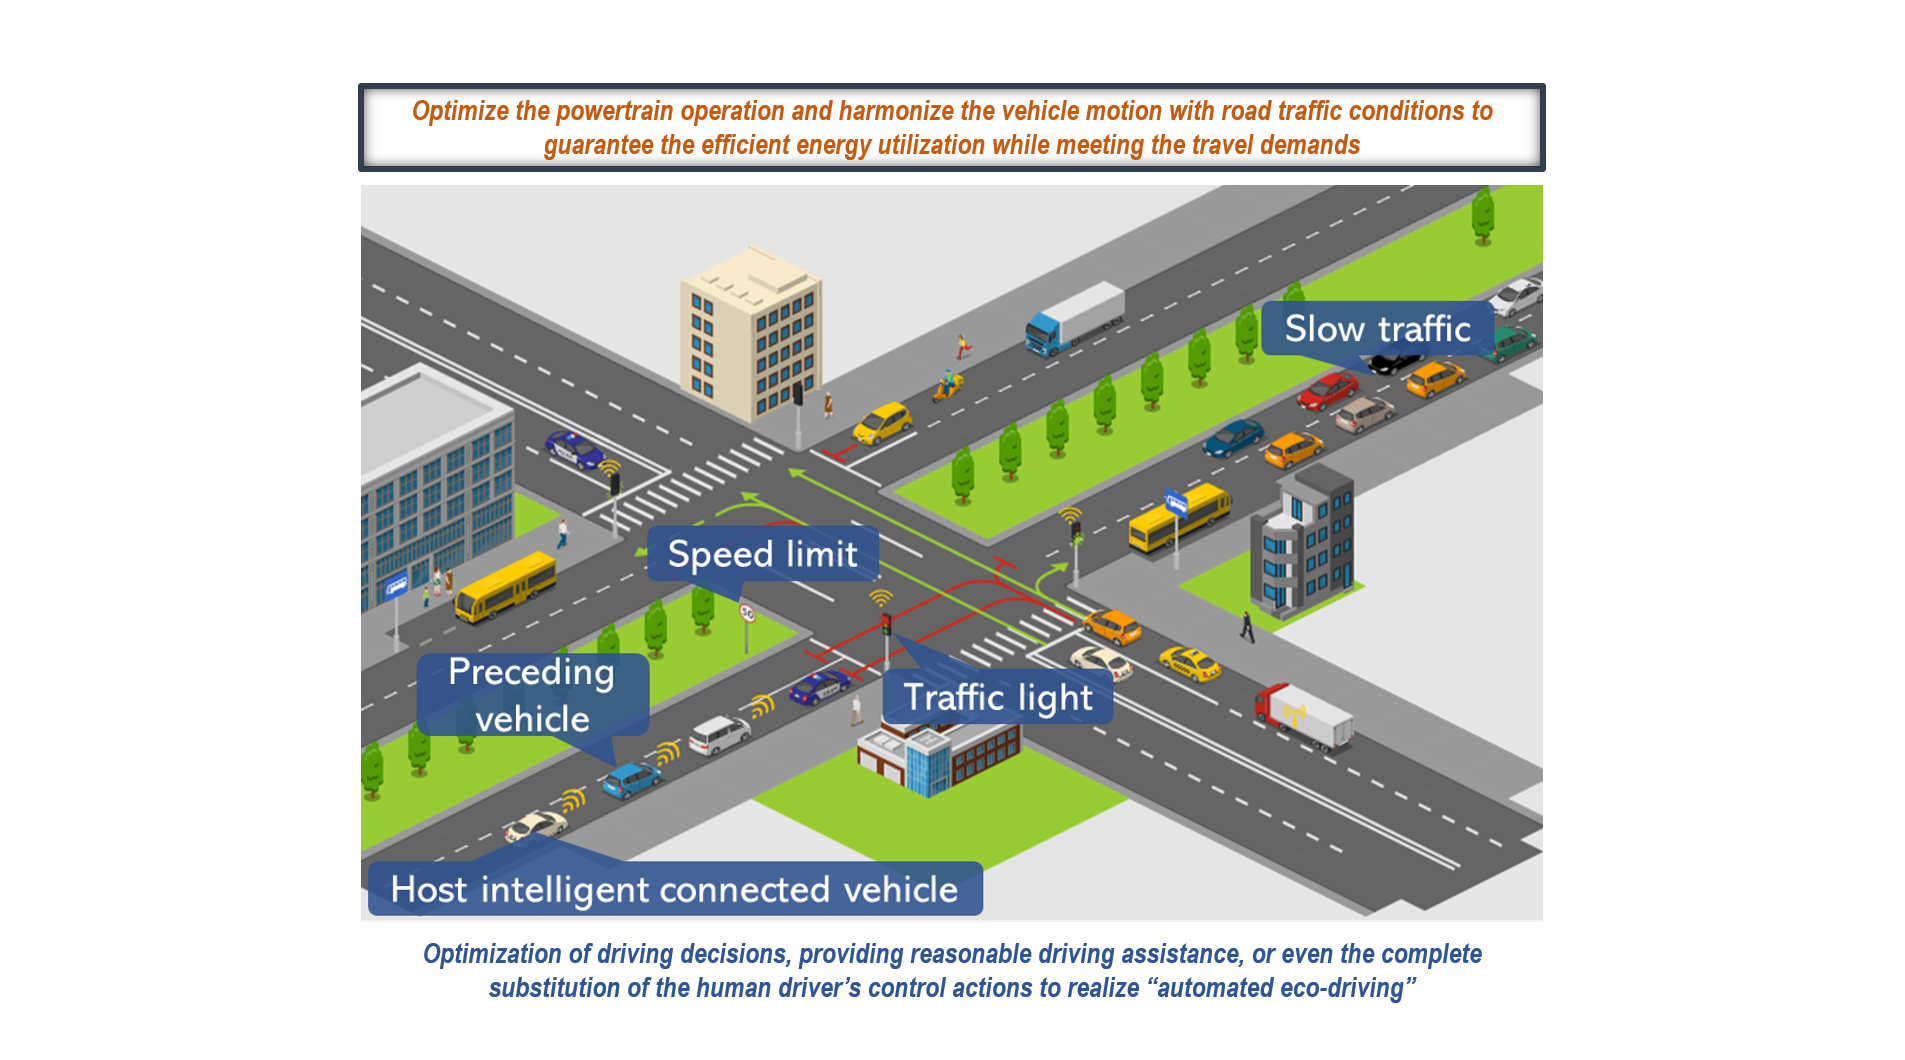 Optimize the powertrain operation and harmonize the vehicle motion with road traffic conditions to
guarantee the efficient energy utilization while meeting the travel demands
Slow traffic
Speed limit
50
Preceding
vehicle
Traffic light
Host intelligent connected vehicle
Optimization of driving decisions, providing reasonable driving assistance, or even the complete
substitution of the human driver’s control actions to realize “automated eco-driving”